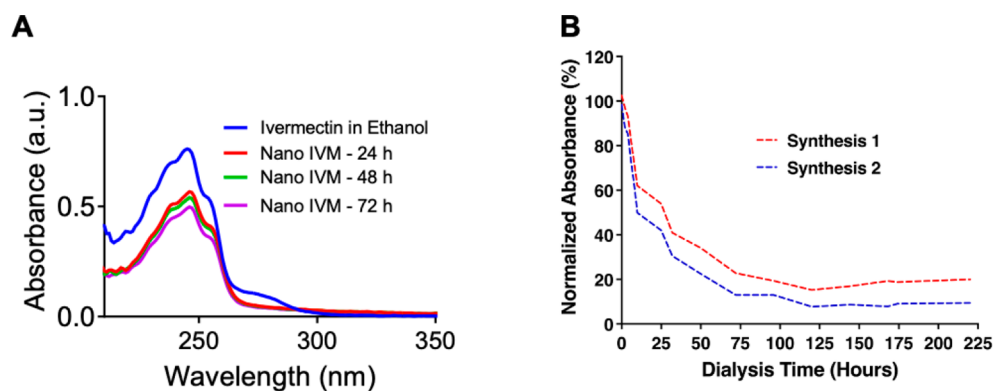 A
Absorbance (a.u.)
1.0
0.5
0.0
Ivermectin in Ethanol
Nano IVM - 24 h
Nano IVM - 48 h
Nano IVM - 72 h
250
300
350
Wavelength (nm)
B
Normalized Absorbance (%)
120
100
80
60
40
20
0
Synthesis 1
Synthesis 2
0
25
50
75
100
125
150
175
200
225
Dialysis Time (Hours)